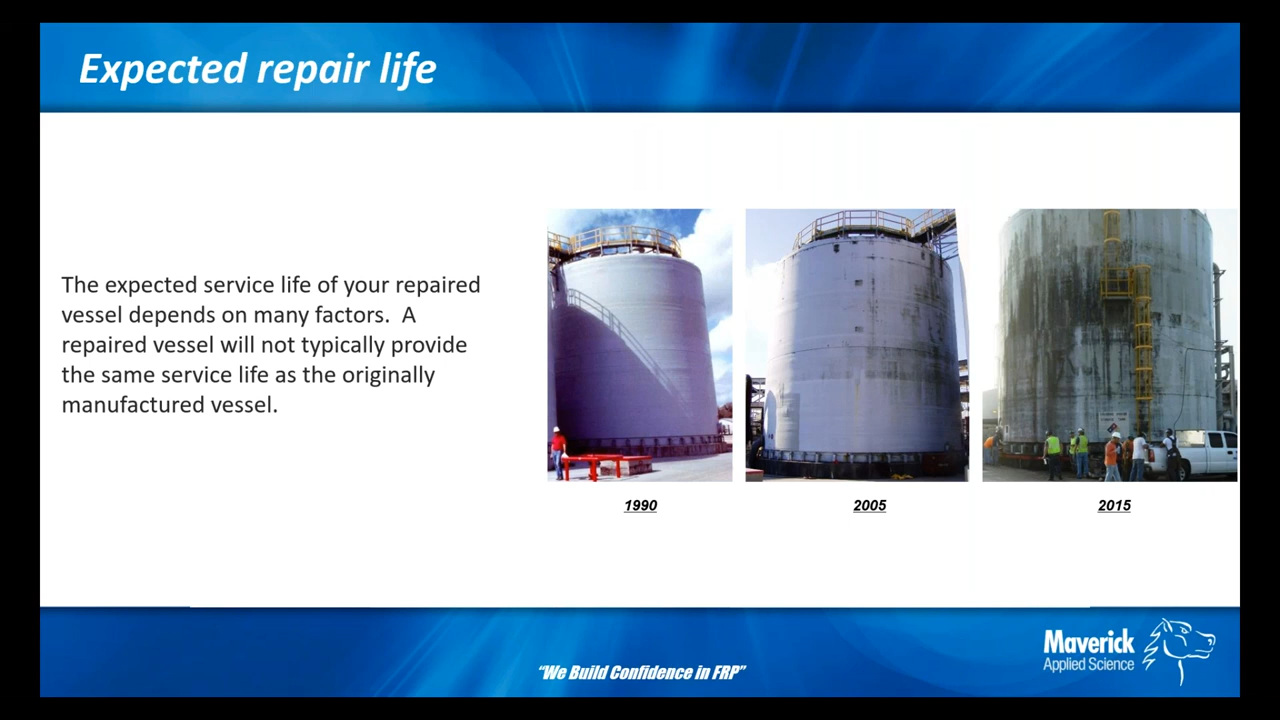 Expected repair life
The expected service life of your repaired
vessel depends on many factors.  A
repaired vessel will not typically provide
the same service life as the originally
manufactured vessel.
1990
2005
2015
"We Build Confidence in FRP"
Maverick
Applied Science